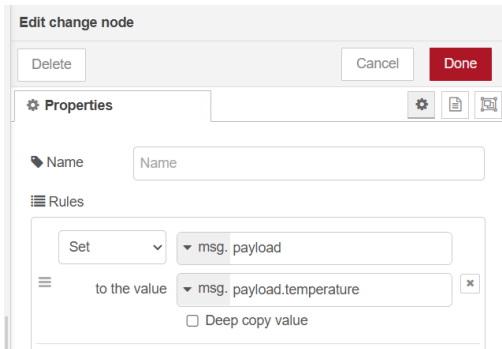 Edit change node
Delete Cancel Done
Properties
Name Name
Rules
Set msg. payload
to the value msg. payload.temperature
Deep copy value